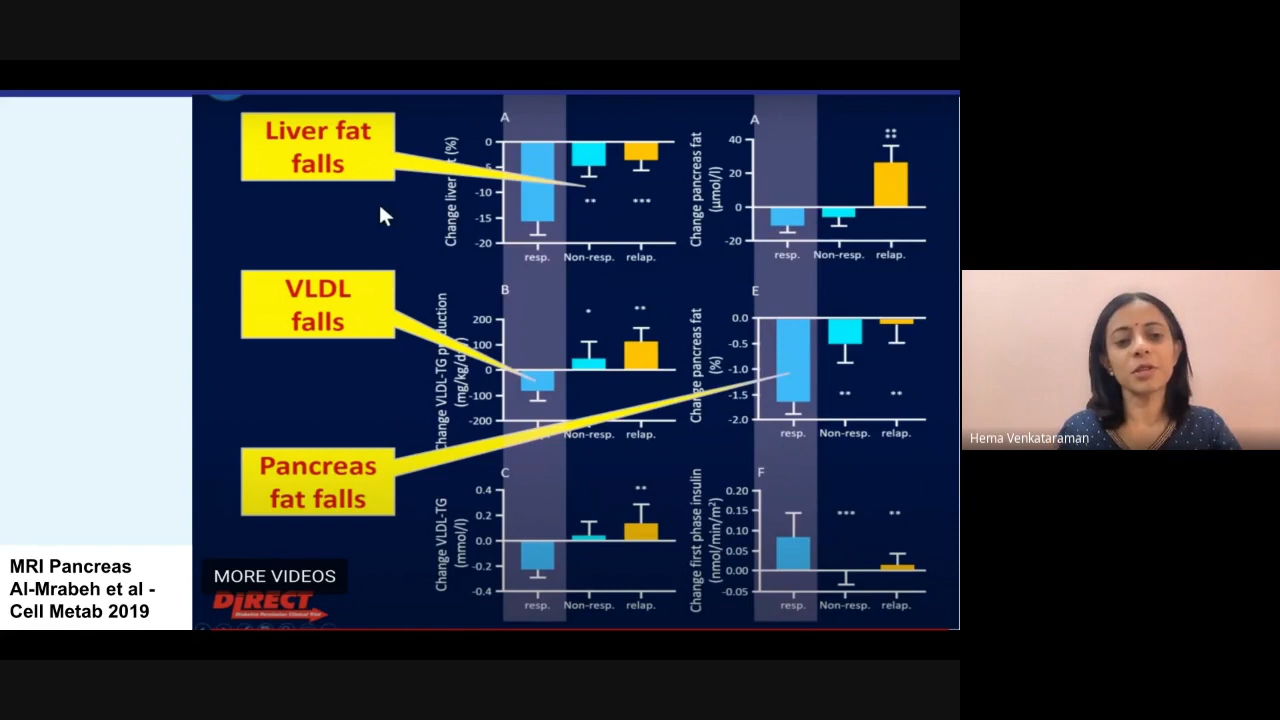 Liver fat
falls
VLDL
falls
Pancreas
fat falls
A
Change liver
t (%)
0
-10
-15
-20
**
***
resp.
Non-resp.
relap.
A
Change pancreas fat
(µmol/l)
40
20
0
-20
**
**
resp.
Non-resp.
relap.
B
Change VLDL-TG
(mg/kg/d
200
100
0
-100
-200
*
**
Non-resp.
relap.
E
Change pancreas fat
(%)
0.0
-0.5
-1.0
-1.5
-2.0
**
**
resp.
Non-resp.
relap.
C
Change VLDL-TG
(mmol/l)
0.4
0.2
0.0
-0.2
-0.4
**
resp.
Non-resp.
relap.
F
Change first phase insulin
(nmol/min/m²)
0.20
0.15
0.10
0.05
0.00
-0.05
***
**
resp.
Non-resp.
relap.
MORE VIDEOS
DiRECT
Diabetes Remission Clinical Trial
MRI Pancreas
Al-Mrabeh et al -
Cell Metab 2019
Hema Venkataraman